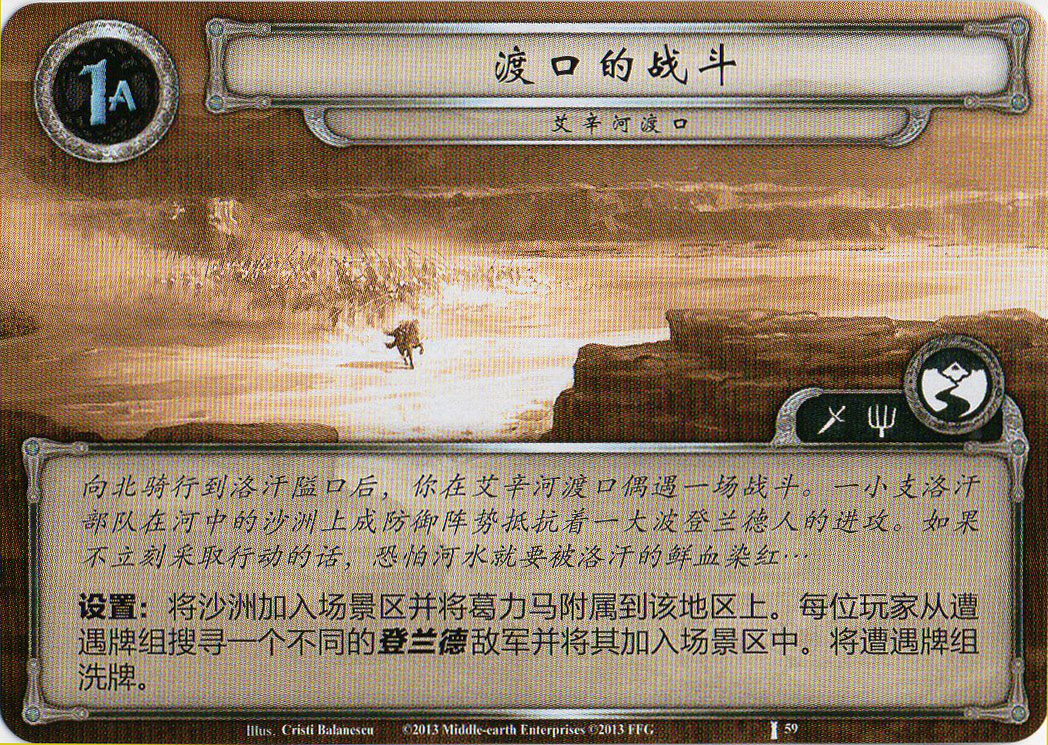 1A
渡口的战斗
艾辛河渡口
向北骑行到洛汗隘口后，你在艾辛河渡口偶遇一场战斗。一小支洛汗
部队在河中的沙洲上成防御阵势抵抗着一大波登兰德人的进攻。如果
不立刻采取行动的话，恐怕河水就要被洛汗的鲜血染红…
设置：将沙洲加入场景区并将葛力马附属到该地区上。每位玩家从遭
遇牌组搜寻一个不同的登兰德敌军并将其加入场景区中。将遭遇牌组
洗牌。
Illus. Cristi Balanescu ©2013 Middle-earth Enterprises ©2013 FFG 59